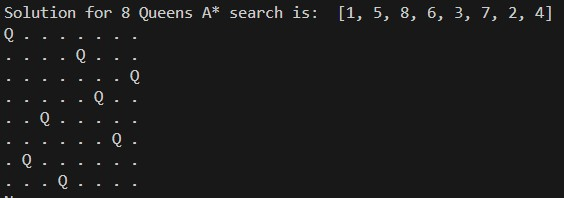 Solution for 8 Queens A* search is:  [1, 5, 8, 6, 3, 7, 2, 4]
Q . . . . . . .
. . . . Q . . .
. . . . . . . Q
. . . . . Q . .
. . Q . . . . .
. . . . . . Q .
. Q . . . . . .
. . . Q . . . .